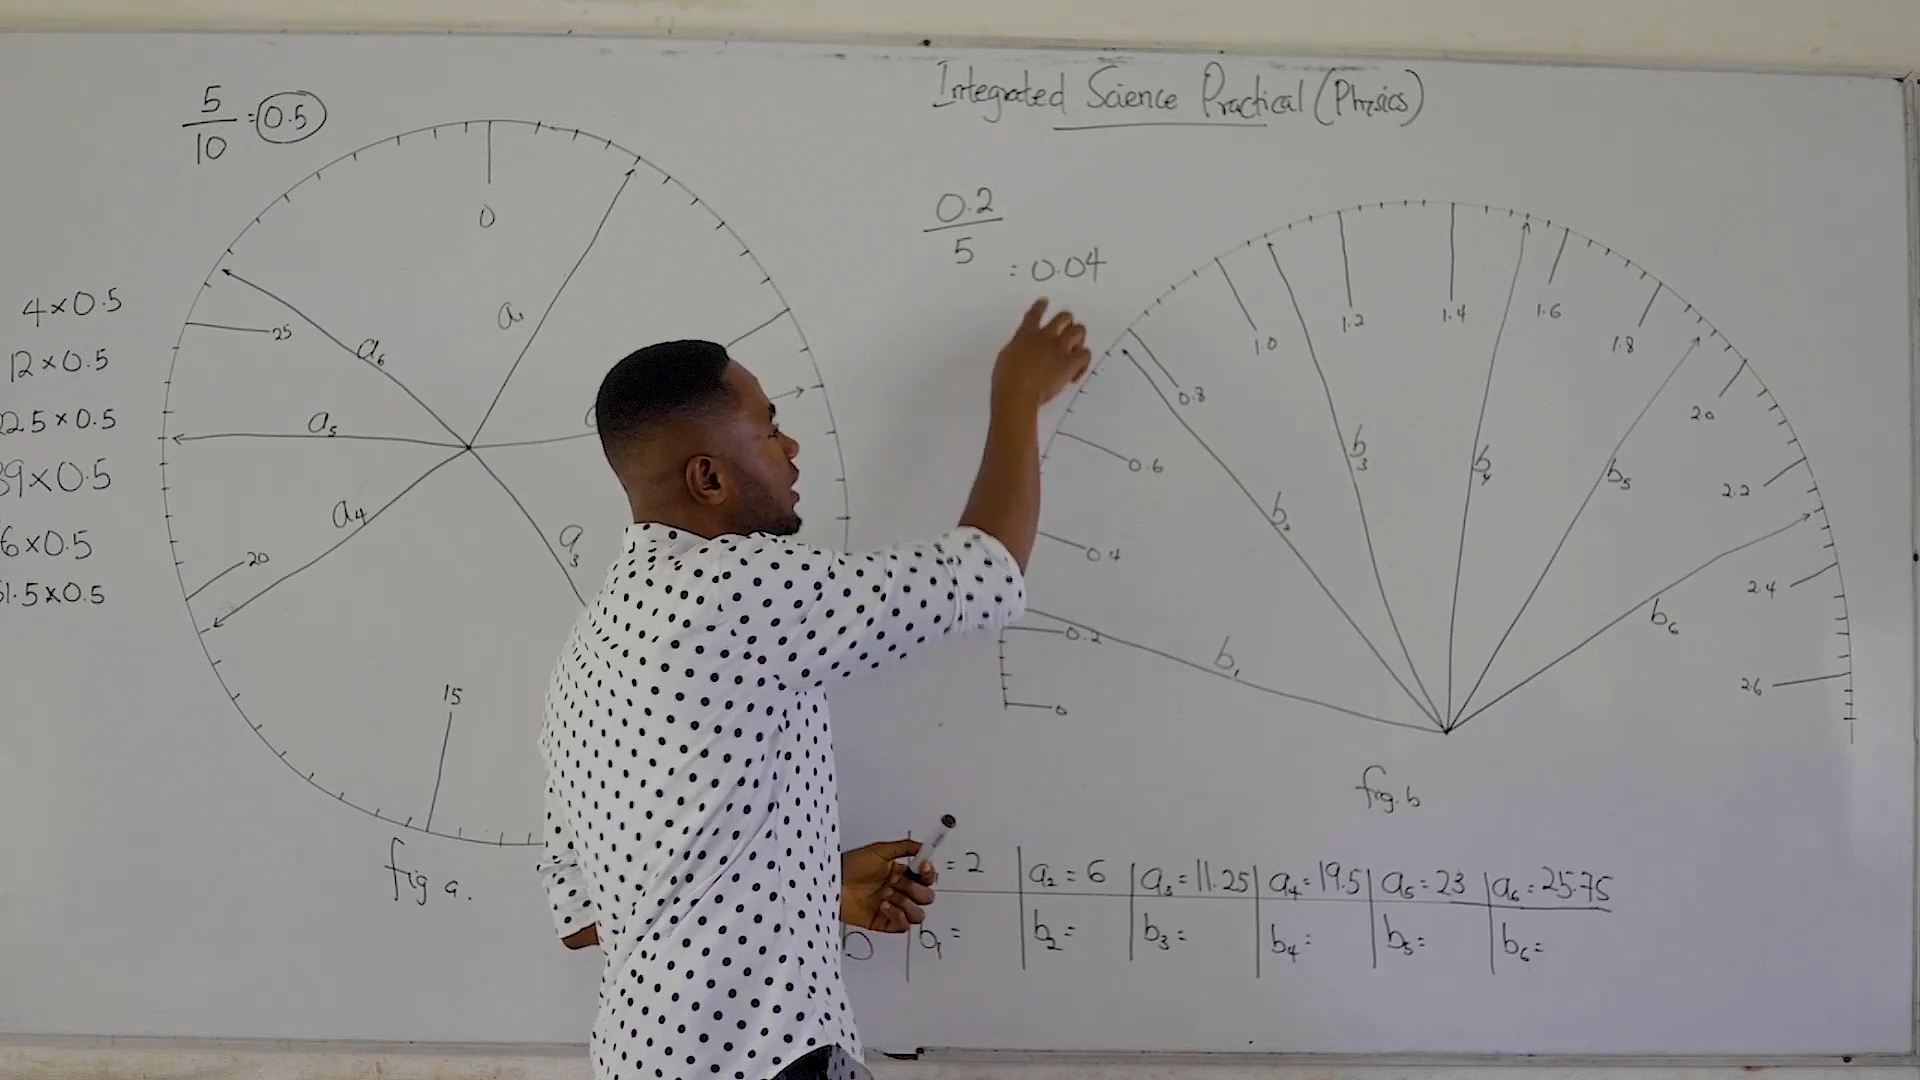 Integrated Science Practical (Physics)
5
10
= 0.5
0
25
a₆
a₁
a₅
a₄
a₃
20
15
fig a.
4 x 0.5
12 x 0.5
22.5 x 0.5
39 x 0.5
6 x 0.5
51.5 x 0.5
0.2
5
= 0.04
0
0.2
0.4
0.6
0.8
1.0
1.2
1.4
1.6
1.8
2.0
2.2
2.4
2.6
b₁
b₂
b₃
b₄
b₅
b₆
fig. b
= 2 | a₂ = 6 | a₃ = 11.25 | a₄ = 19.5 | a₅ = 23 | a₆ = 25.75
b | b₁ = | b₂ = | b₃ = | b₄ = | b₅ = | b₆ =